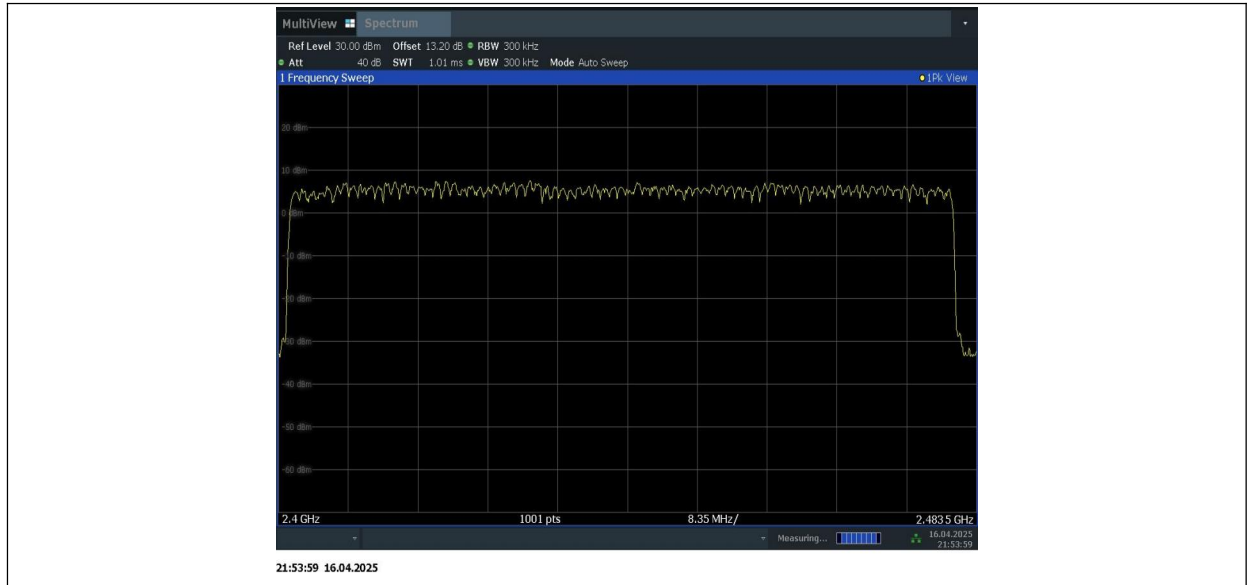 MultiView Spectrum
Ref Level 30.00 dBm Offset 13.20 dB RBW 300 kHz
Att 40 dB SWT 1.01 ms VBW 300 kHz Mode Auto Sweep
1 Frequency Sweep 1Pk View
20 dBm
10 dBm
0 dBm
-10 dBm
-20 dBm
-30 dBm
-40 dBm
-50 dBm
-60 dBm
2.4 GHz 1001 pts 8.35 MHz/ 2.4835 GHz
Measuring... 16.04.2025
21:53:59
21:53:59 16.04.2025